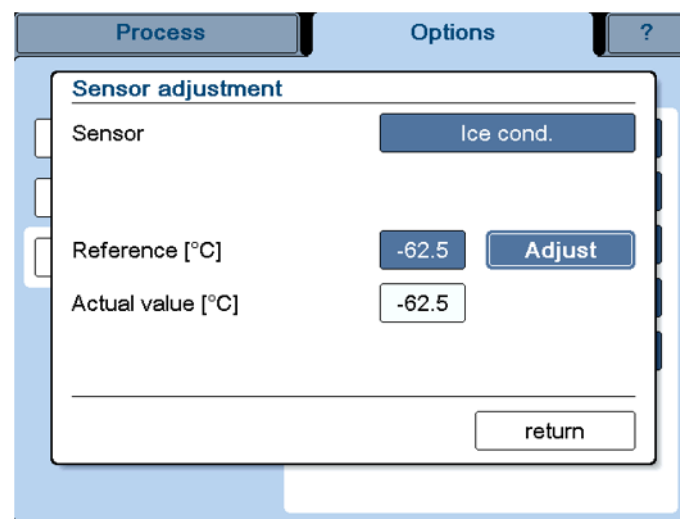 Process Options ?
Sensor adjustment
Sensor Ice cond.
Reference [°C] -62.5 Adjust
Actual value [°C] -62.5
return